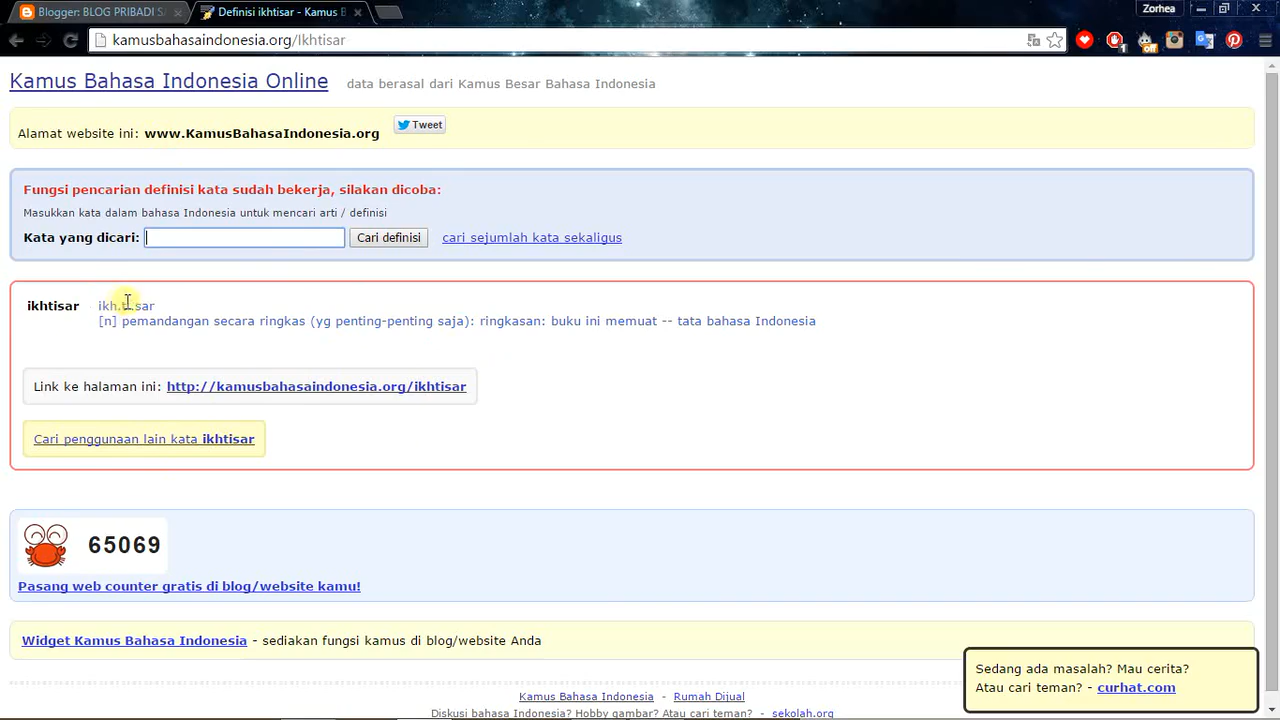 Blogger: BLOG PRIBADI S
Definisi ikhtisar - Kamus B
Zorhea
kamusbahasaindonesia.org/Ikhtisar
1
off
Kamus Bahasa Indonesia Online data berasal dari Kamus Besar Bahasa Indonesia
Alamat website ini: www.KamusBahasaIndonesia.org Tweet
Fungsi pencarian definisi kata sudah bekerja, silakan dicoba:
Masukkan kata dalam bahasa Indonesia untuk mencari arti / definisi
Kata yang dicari: Cari definisi cari sejumlah kata sekaligus
ikhtisar ikh.ti.sar
[n] pemandangan secara ringkas (yg penting-penting saja): ringkasan: buku ini memuat -- tata bahasa Indonesia
Link ke halaman ini: http://kamusbahasaindonesia.org/ikhtisar
Cari penggunaan lain kata ikhtisar
65069
Pasang web counter gratis di blog/website kamu!
Widget Kamus Bahasa Indonesia - sediakan fungsi kamus di blog/website Anda
Sedang ada masalah? Mau cerita?
Atau cari teman? - curhat.com
Kamus Bahasa Indonesia - Rumah Dijual
Diskusi bahasa Indonesia? Hobby gambar? Atau cari teman? - sekolah.org